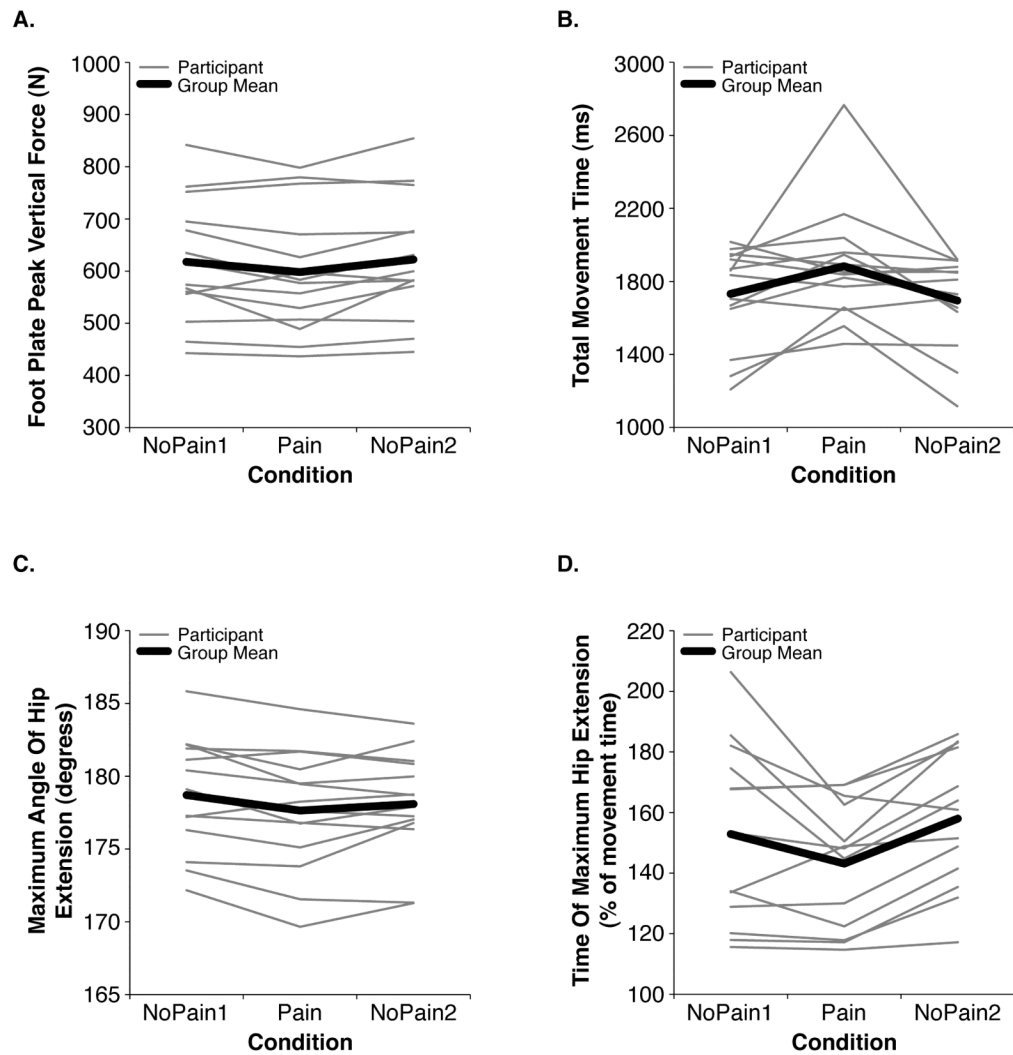 A.
Foot Plate Peak Vertical Force (N)
1000
900
800
700
600
500
400
300
Participant
Group Mean
NoPain1 Pain NoPain2
Condition
B.
Total Movement Time (ms)
3000
2600
2200
1800
1400
1000
Participant
Group Mean
NoPain1 Pain NoPain2
Condition
C.
Maximum Angle Of Hip
Extension (degress)
190
185
180
175
170
165
Participant
Group Mean
NoPain1 Pain NoPain2
Condition
D.
Time Of Maximum Hip Extension
(% of movement time)
220
200
180
160
140
120
100
Participant
Group Mean
NoPain1 Pain NoPain2
Condition